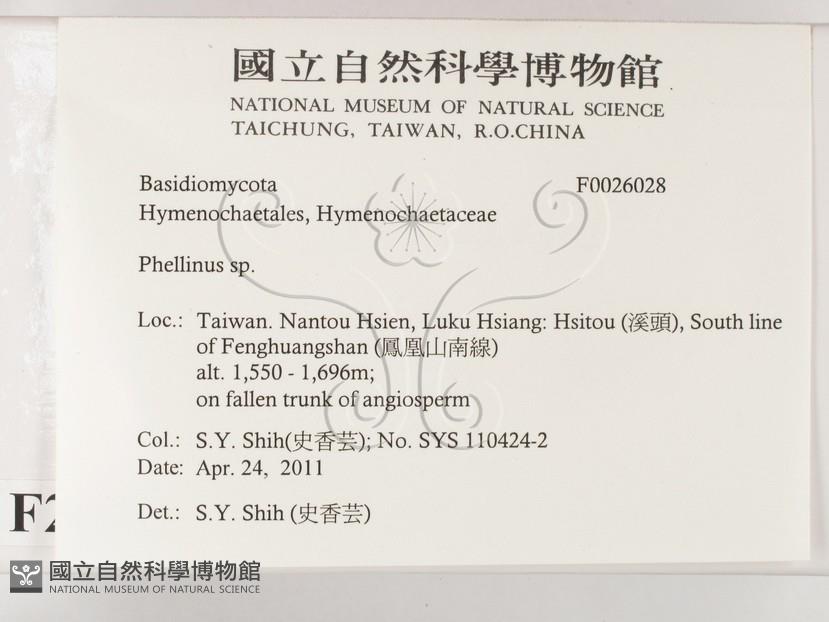 國立自然科學博物館
NATIONAL MUSEUM OF NATURAL SCIENCE
TAICHUNG, TAIWAN, R.O.CHINA
Basidiomycota F0026028
Hymenochaetales, Hymenochaetaceae
Phellinus sp.
Loc.: Taiwan. Nantou Hsien, Luku Hsiang: Hsitou (溪頭), South line
of Fenghuangshan (鳳凰山南線)
alt. 1,550 - 1,696m;
on fallen trunk of angiosperm
Col.: S.Y. Shih(史香芸); No. SYS 110424-2
Date: Apr. 24, 2011
Det.: S.Y. Shih (史香芸)
國立自然科學博物館
NATIONAL MUSEUM OF NATURAL SCIENCE